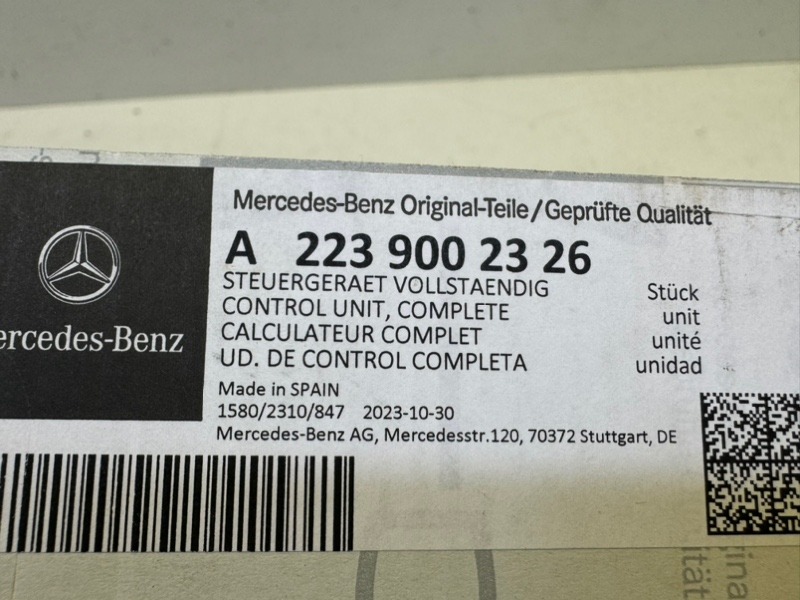 Mercedes-Benz Original-Teile/Geprüfte Qualität
A 223 900 23 26
STEUERGERAET VOLLSTAENDIG Stück
CONTROL UNIT, COMPLETE unit
CALCULATEUR COMPLET unité
UD. DE CONTROL COMPLETA unidad
Made in SPAIN
1580/2310/847 2023-10-30
Mercedes-Benz AG, Mercedesstr.120, 70372 Stuttgart, DE
ercedes-Benz